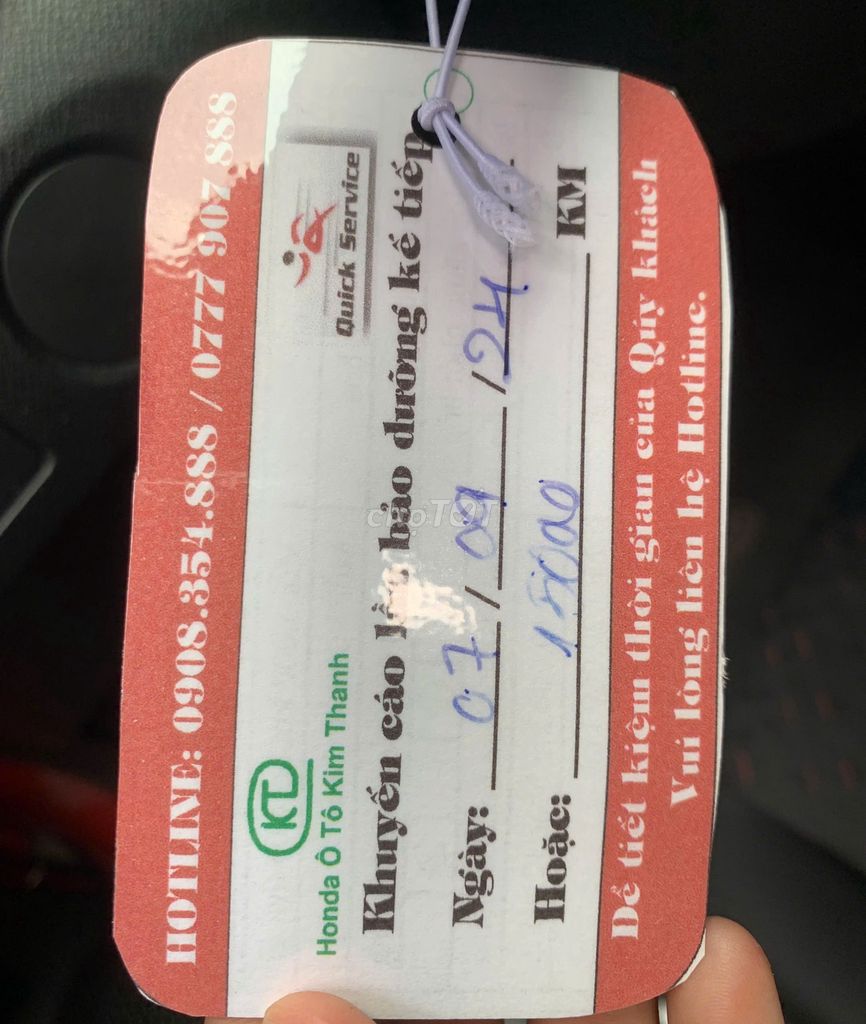 HOTLINE: 0908.354.888 / 0777 907 888
KT
Honda Ô Tô Kim Thanh
Quick Service
Khuyến cáo lần bảo dưỡng kế tiếp
Ngày: 07 / 09 / 24
Hoặc: 15000 KM
Để tiết kiệm thời gian của Quý khách
Vui lòng liên hệ Hotline.
chợTỐT